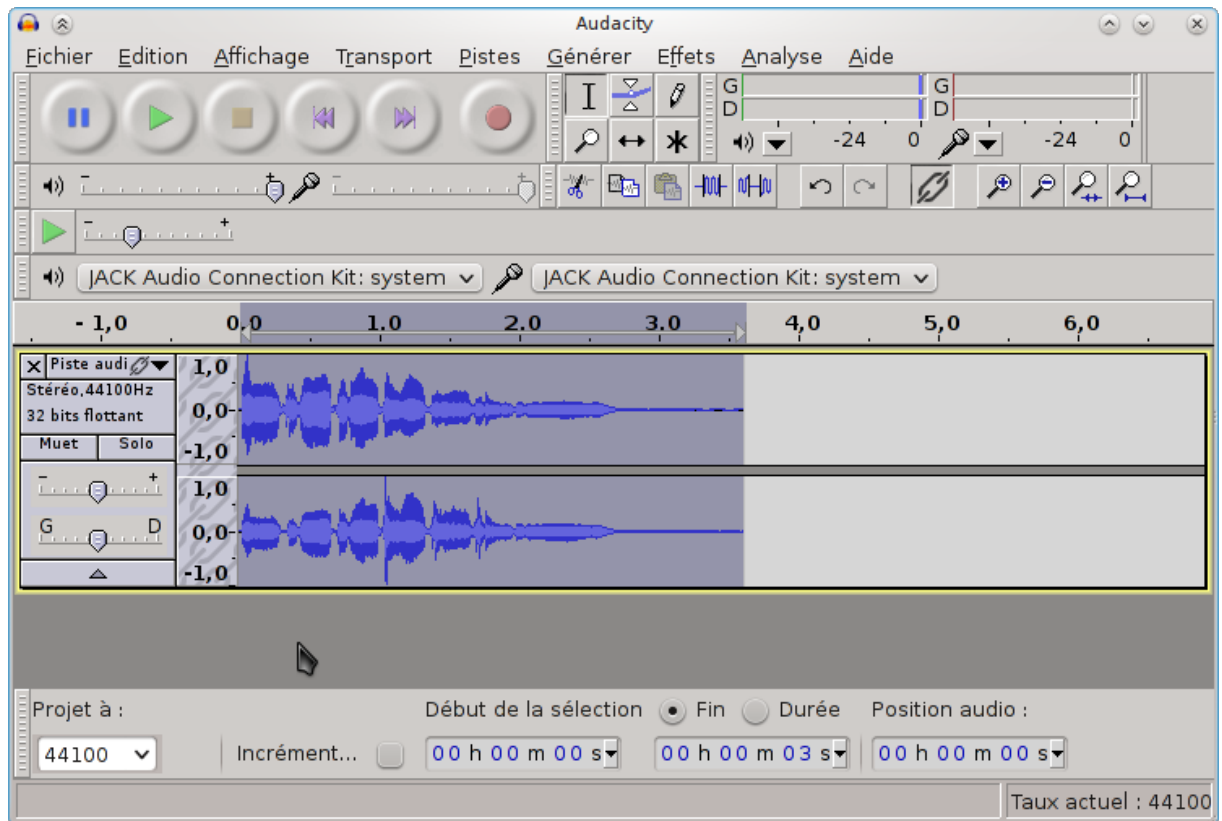 Audacity
Fichier Edition Affichage Transport Pistes Générer Effets Analyse Aide
G G
D D
-24 0 -24 0
- +
- +
JACK Audio Connection Kit: system JACK Audio Connection Kit: system
- 1,0 0,0 1.0 2.0 3.0 4,0 5,0 6,0
X Piste audi 1,0
Stéréo,44100Hz
32 bits flottant 0,0-
Muet Solo -1,0
- + 1,0
G D 0,0-
-1,0
Projet à : Début de la sélection Fin Durée Position audio :
44100 Incrément... 00 h 00 m 00 s 00 h 00 m 03 s 00 h 00 m 00 s
Taux actuel : 44100